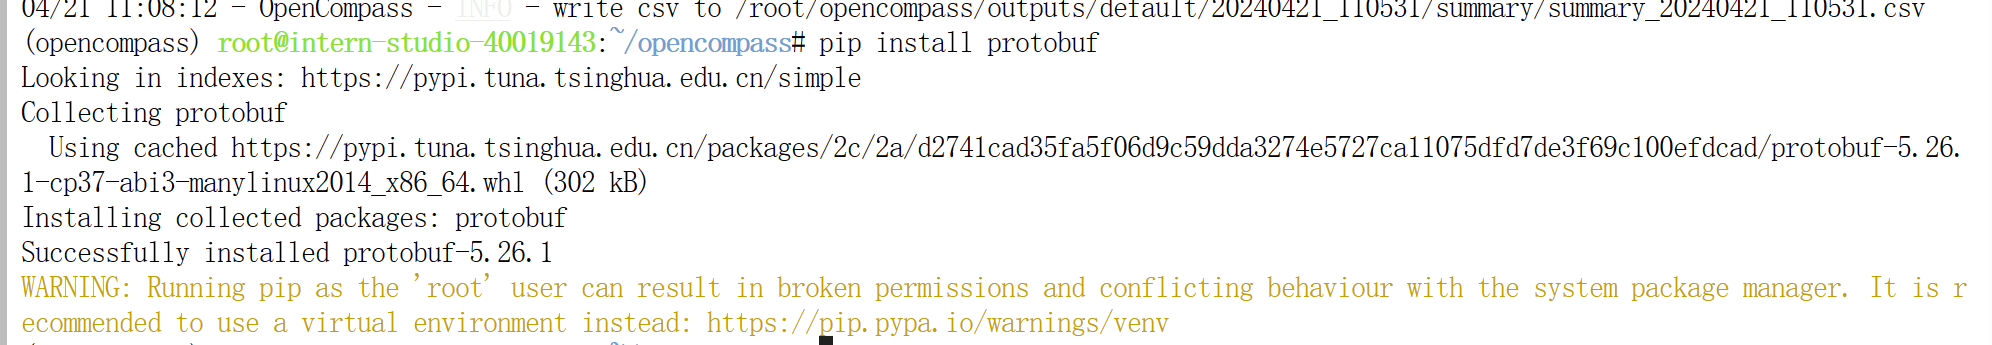 04/21 11:08:12 - OpenCompass - INFO - write csv to /root/opencompass/outputs/default/20240421_110531/summary/summary_20240421_110531.csv
(opencompass) root@intern-studio-40019143:~/opencompass# pip install protobuf
Looking in indexes: https://pypi.tuna.tsinghua.edu.cn/simple
Collecting protobuf
  Using cached https://pypi.tuna.tsinghua.edu.cn/packages/2c/2a/d2741cad35fa5f06d9c59dda3274e5727ca11075dfd7de3f69c100efdcad/protobuf-5.26.
1-cp37-abi3-manylinux2014_x86_64.whl (302 kB)
Installing collected packages: protobuf
Successfully installed protobuf-5.26.1
WARNING: Running pip as the 'root' user can result in broken permissions and conflicting behaviour with the system package manager. It is r
ecommended to use a virtual environment instead: https://pip.pypa.io/warnings/venv